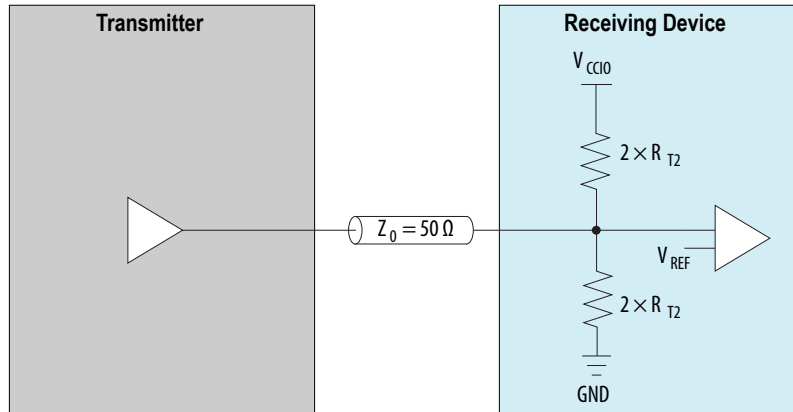 Transmitter
Receiving Device
V CCIO
2 × R T2
Z 0 = 50 Ω
V REF
2 × R T2
GND